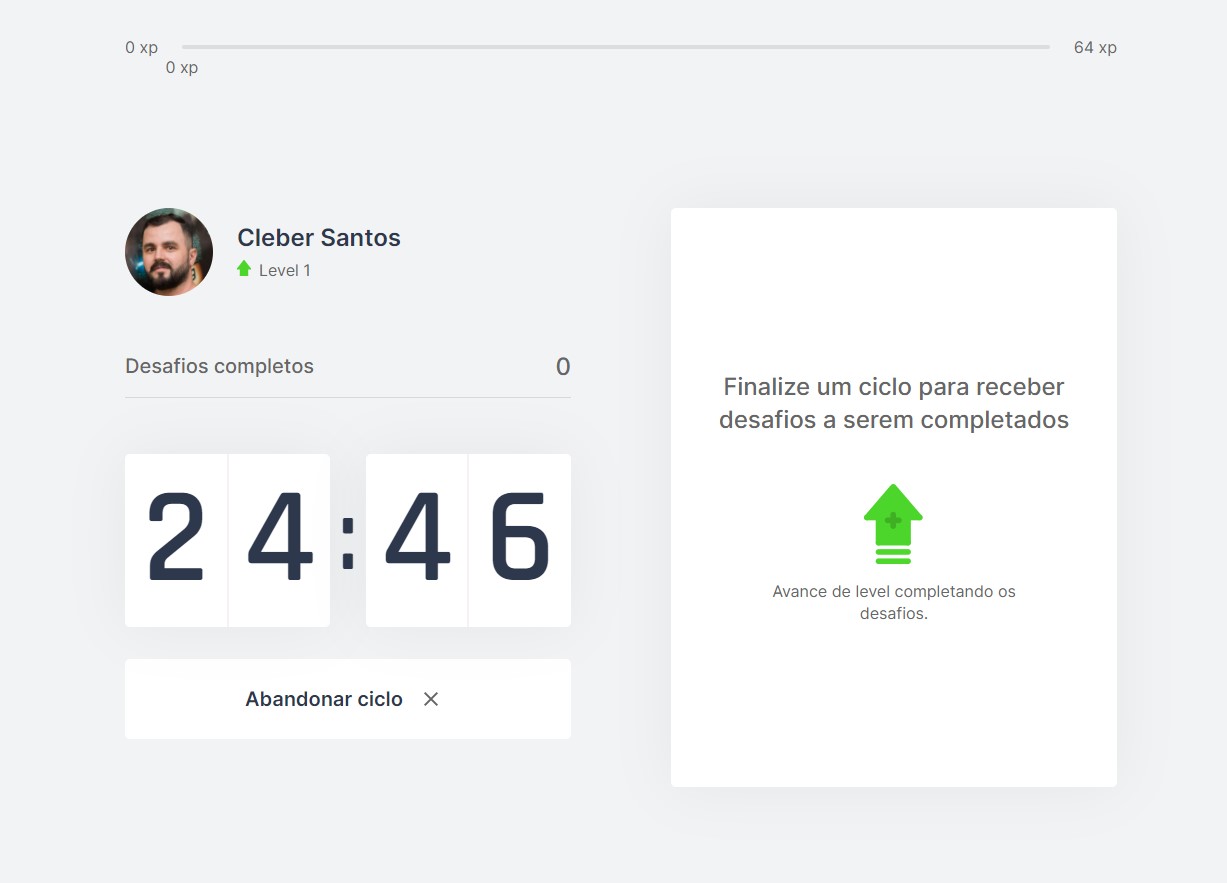 0 xp
64 xp
0 xp
Cleber Santos
Level 1
Desafios completos 0
24:46
Abandonar ciclo
Finalize um ciclo para receber
desafios a serem completados
Avance de level completando os
desafios.